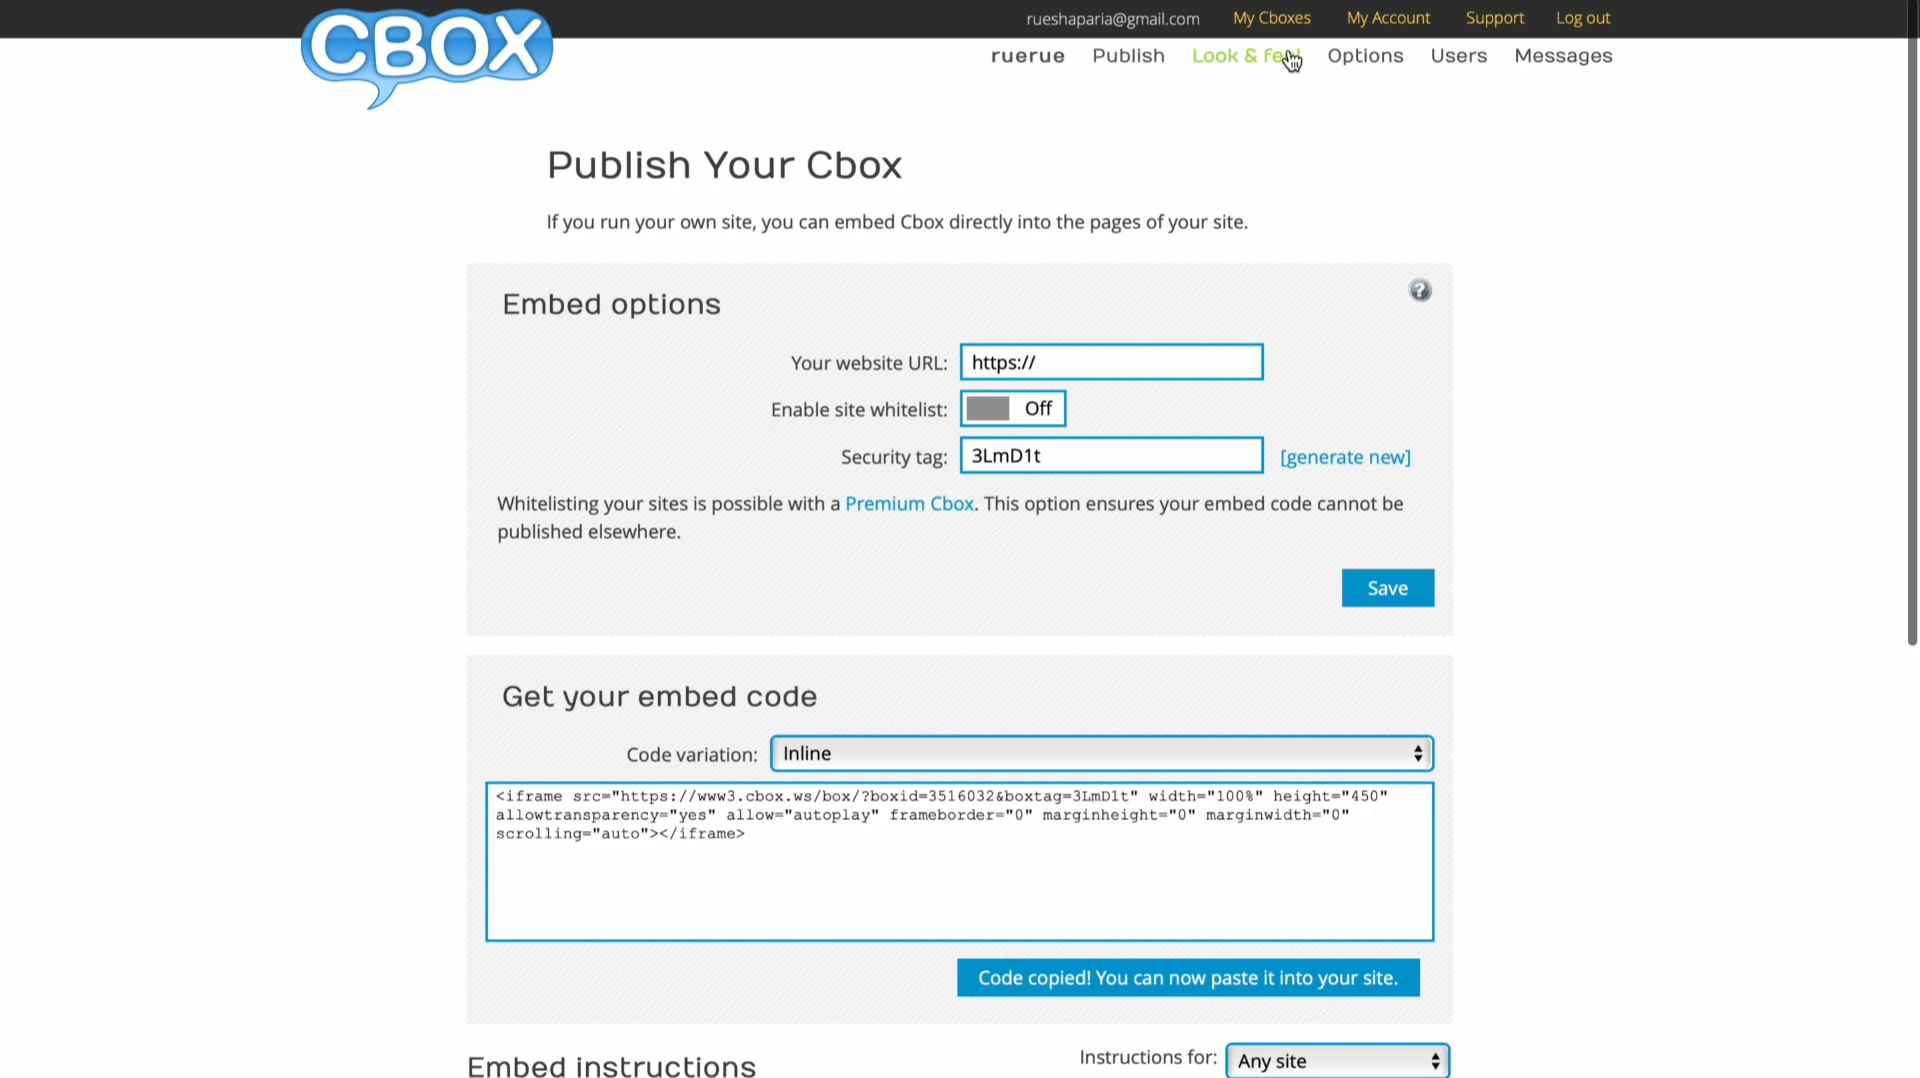 CBOX
rueshaparia@gmail.com My Cboxes My Account Support Log out
ruerue Publish Look & fe Options Users Messages
Publish Your Cbox
If you run your own site, you can embed Cbox directly into the pages of your site.
Embed options
?
Your website URL: https://
Enable site whitelist: Off
Security tag: 3LmD1t [generate new]
Whitelisting your sites is possible with a Premium Cbox. This option ensures your embed code cannot be
published elsewhere.
Save
Get your embed code
Code variation: Inline
<iframe src="https://www3.cbox.ws/box/?boxid=3516032&boxtag=3LmD1t" width="100%" height="450"
allowtransparency="yes" allow="autoplay" frameborder="0" marginheight="0" marginwidth="0"
scrolling="auto"></iframe>
Code copied! You can now paste it into your site.
Embed instructions
Instructions for: Any site